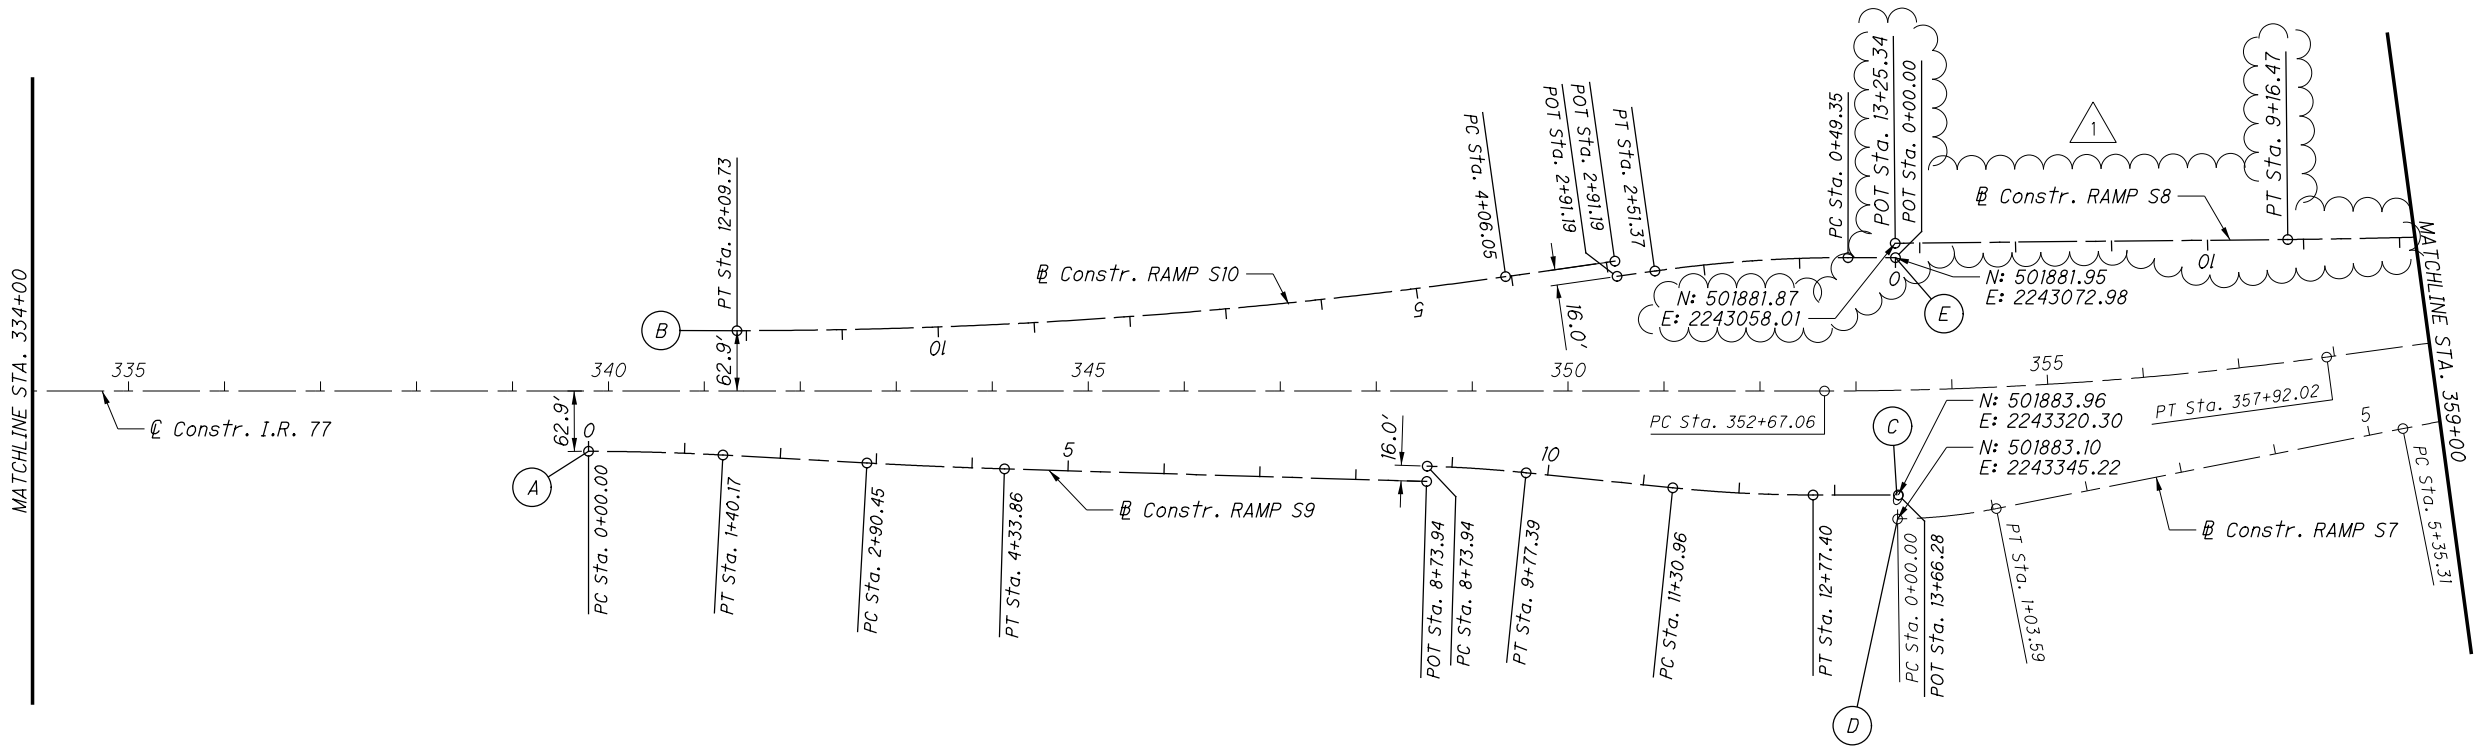 MATCHLINE STA. 334+00
335
340
345
350
355
℄ Constr. I.R. 77
62.9'
62.9'
A
B
PT Sta. 12+09.73
10
℄ Constr. RAMP S10
5
PC Sta. 4+06.05
POT Sta. 2+91.19
POT Sta. 2+91.19
PT Sta. 2+51.37
16.0'
PC Sta. 0+49.35
POT Sta. 13+25.34
POT Sta. 0+00.00
N: 501881.87
E: 2243058.01
0
N: 501881.95
E: 2243072.98
E
1
PT Sta. 9+16.47
B̲L Constr. RAMP S8
10
MATCHLINE STA. 359+00
PC Sta. 352+67.06
PT Sta. 357+92.02
0
PC Sta. 0+00.00
PT Sta. 1+40.17
PC Sta. 2+90.45
PT Sta. 4+33.86
5
BL Constr. RAMP S9
16.0'
POT Sta. 8+73.94
PC Sta. 8+73.94
PT Sta. 9+77.39
10
PC Sta. 11+30.96
PT Sta. 12+77.40
C
N: 501883.96
E: 2243320.30
N: 501883.10
E: 2243345.22
0
PC Sta. 0+00.00
POT Sta. 13+66.28
D
PT Sta. 1+03.59
BL Constr. RAMP S7
5
PC Sta. 5+35.31